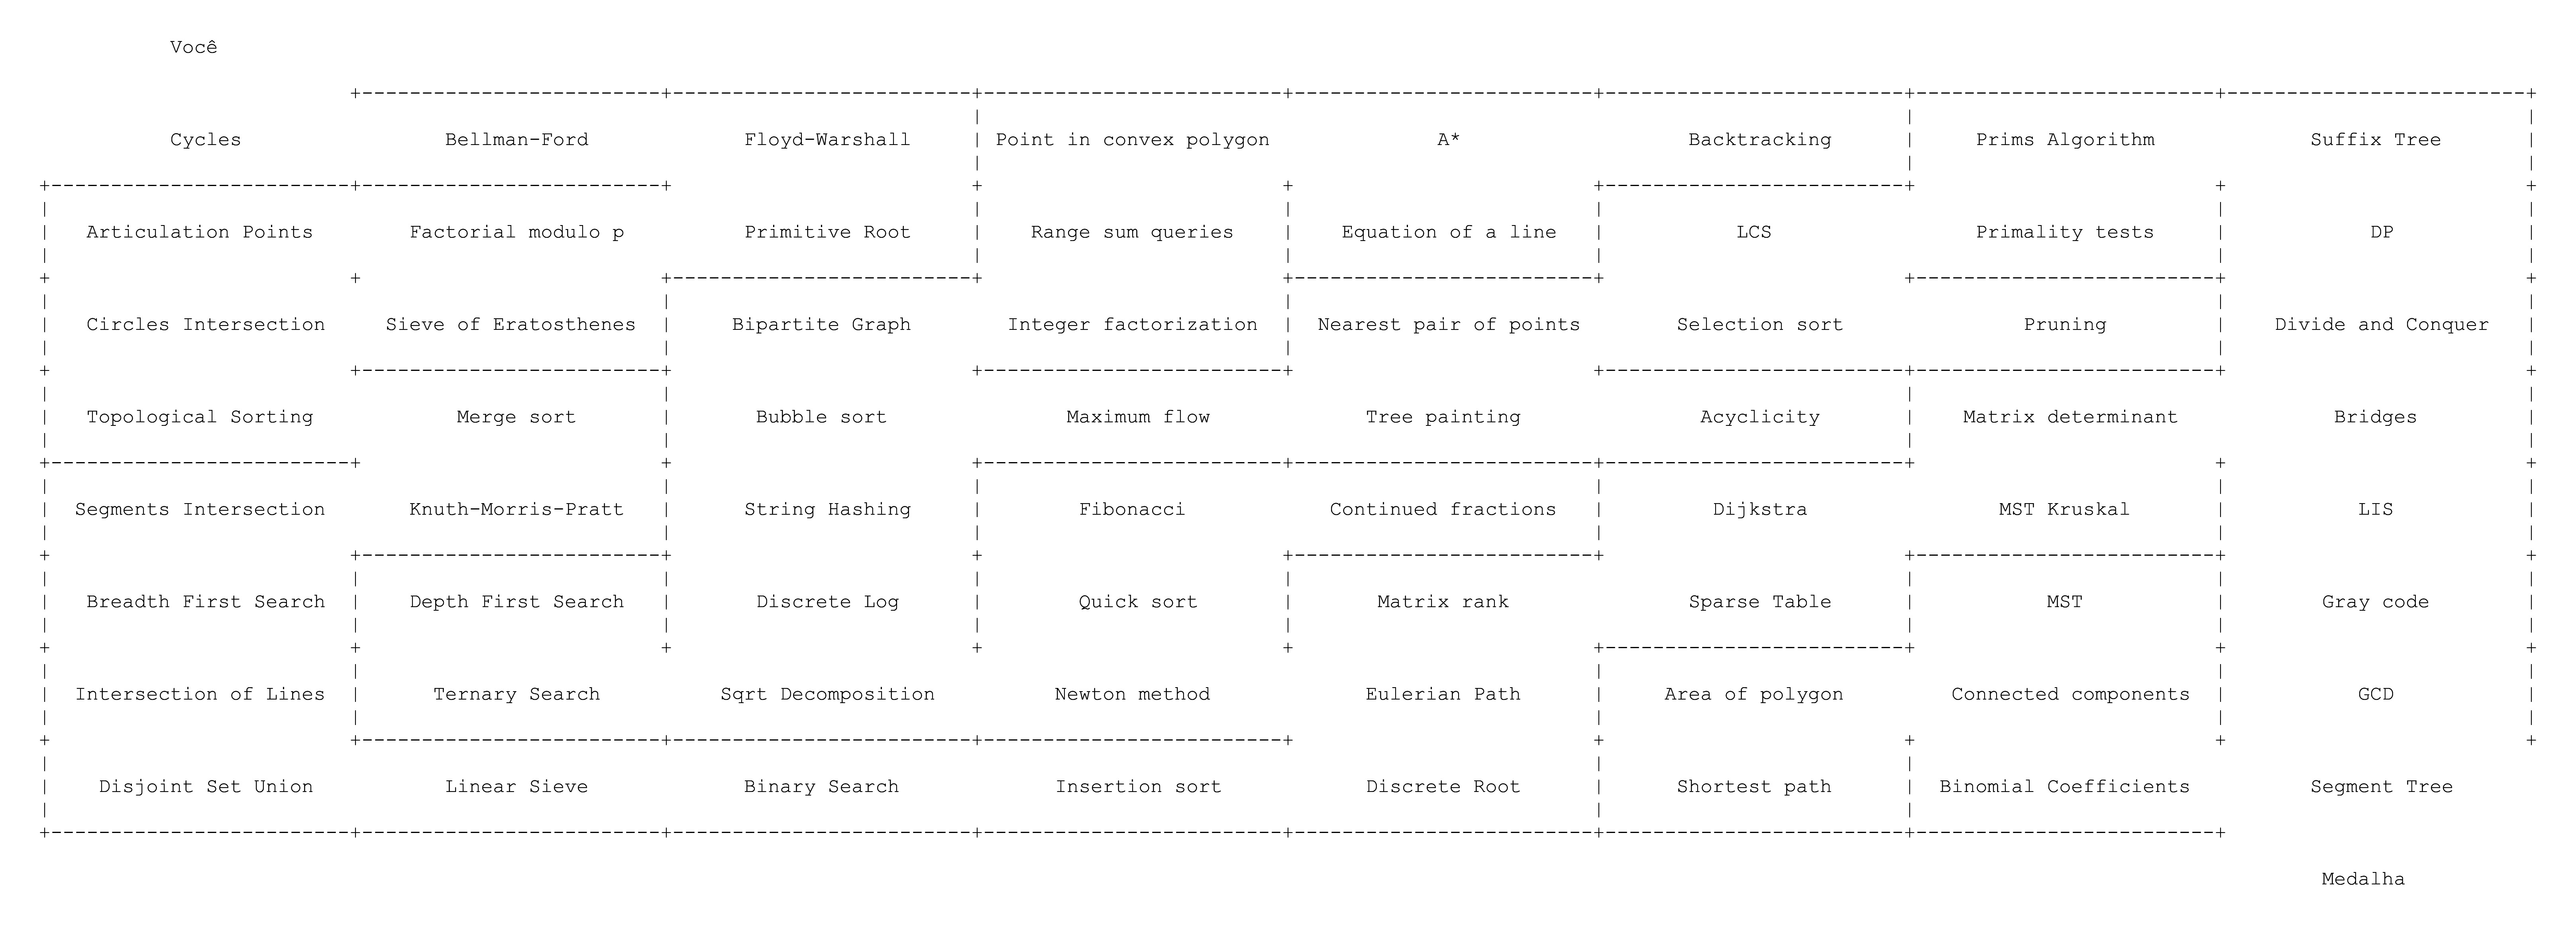 Você
Cycles Bellman-Ford Floyd-Warshall Point in convex polygon A* Backtracking Prims Algorithm Suffix Tree
Articulation Points Factorial modulo p Primitive Root Range sum queries Equation of a line LCS Primality tests DP
Circles Intersection Sieve of Eratosthenes Bipartite Graph Integer factorization Nearest pair of points Selection sort Pruning Divide and Conquer
Topological Sorting Merge sort Bubble sort Maximum flow Tree painting Acyclicity Matrix determinant Bridges
Segments Intersection Knuth-Morris-Pratt String Hashing Fibonacci Continued fractions Dijkstra MST Kruskal LIS
Breadth First Search Depth First Search Discrete Log Quick sort Matrix rank Sparse Table MST Gray code
Intersection of Lines Ternary Search Sqrt Decomposition Newton method Eulerian Path Area of polygon Connected components GCD
Disjoint Set Union Linear Sieve Binary Search Insertion sort Discrete Root Shortest path Binomial Coefficients Segment Tree
Medalha